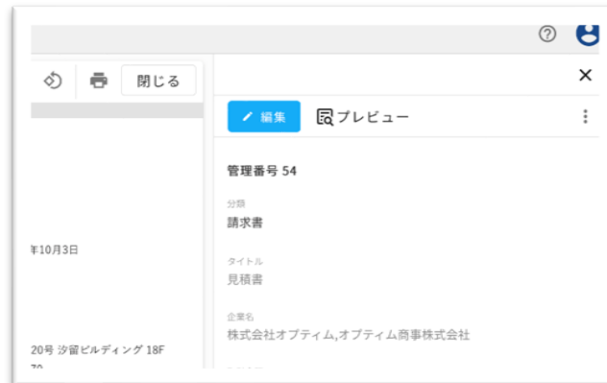 閉じる
編集
プレビュー
管理番号 54
分類
請求書
年10月3日
タイトル
見積書
企業名
株式会社オプティム,オプティム商事株式会社
20号 汐留ビルディング 18F